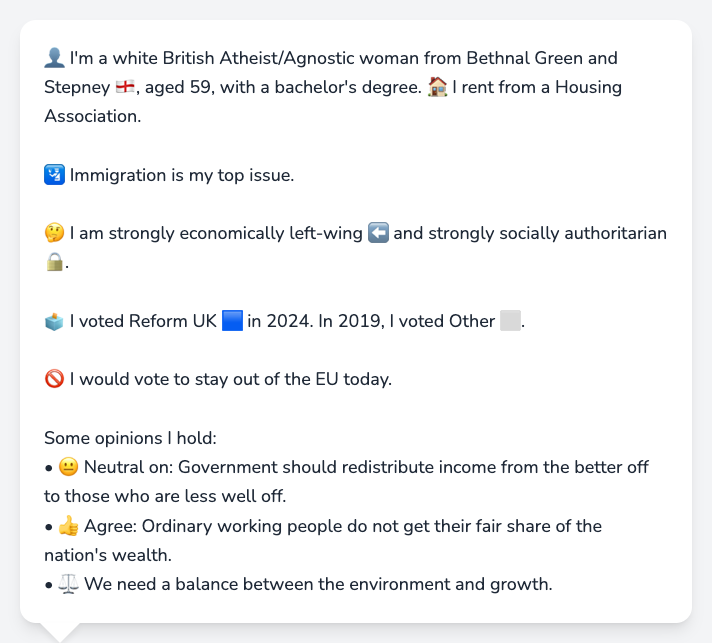 👤 I'm a white British Atheist/Agnostic woman from Bethnal Green and
Stepney 🏴󠁧󠁢󠁥󠁮󠁧󠁿, aged 59, with a bachelor's degree. 🏠 I rent from a Housing
Association.
🛂 Immigration is my top issue.
🤔 I am strongly economically left-wing ⬅️ and strongly socially authoritarian
🔒.
🗳️ I voted Reform UK 🟦 in 2024. In 2019, I voted Other ⬜.
🚫 I would vote to stay out of the EU today.
Some opinions I hold:
• 😐 Neutral on: Government should redistribute income from the better off
to those who are less well off.
• 👍 Agree: Ordinary working people do not get their fair share of the
nation's wealth.
• ⚖️ We need a balance between the environment and growth.